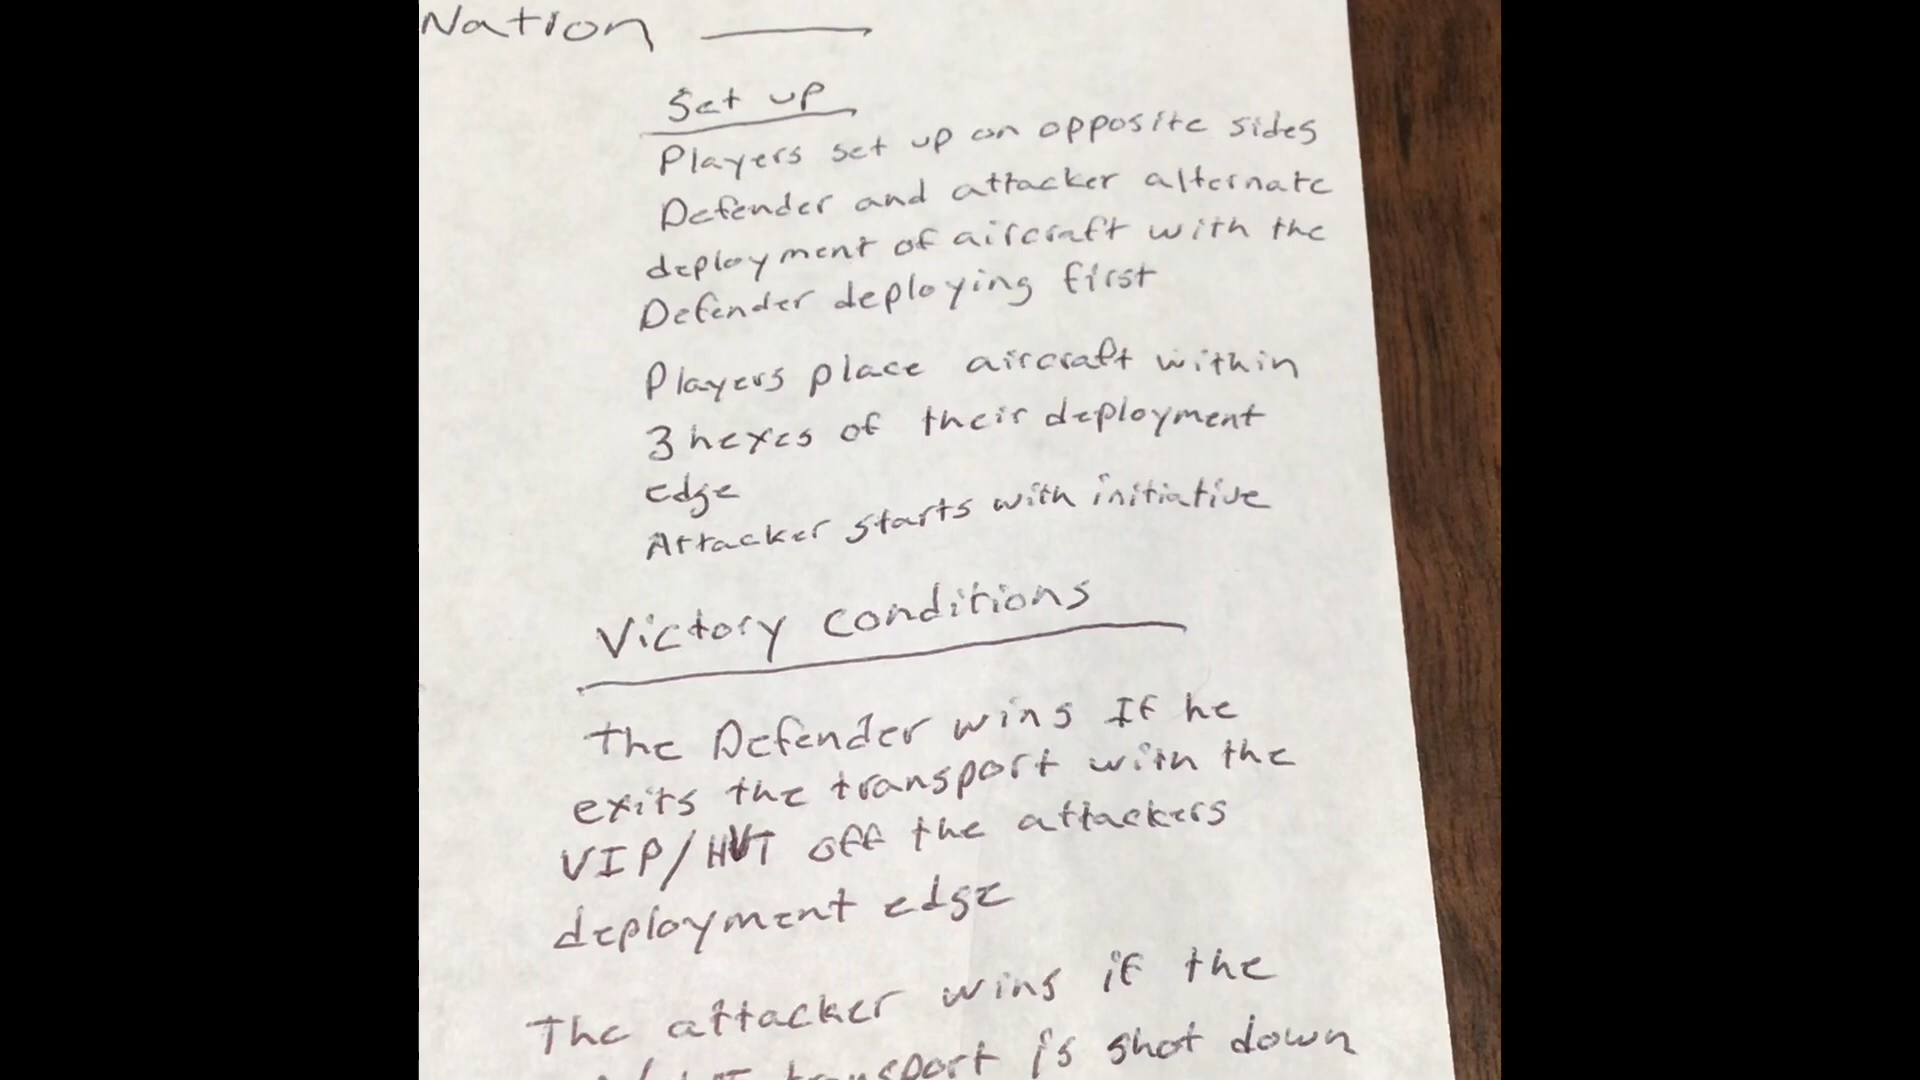 Nation
Set up
Players set up on opposite sides
Defender and attacker alternate
deployment of aircraft with the
Defender deploying first
Players place aircraft within
3 hexes of their deployment
edge
Attacker starts with initiative
Victory conditions
The Defender wins If he
exits the transport with the
VIP/HVT off the attackers
deployment edge
The attacker wins if the
transport is shot down